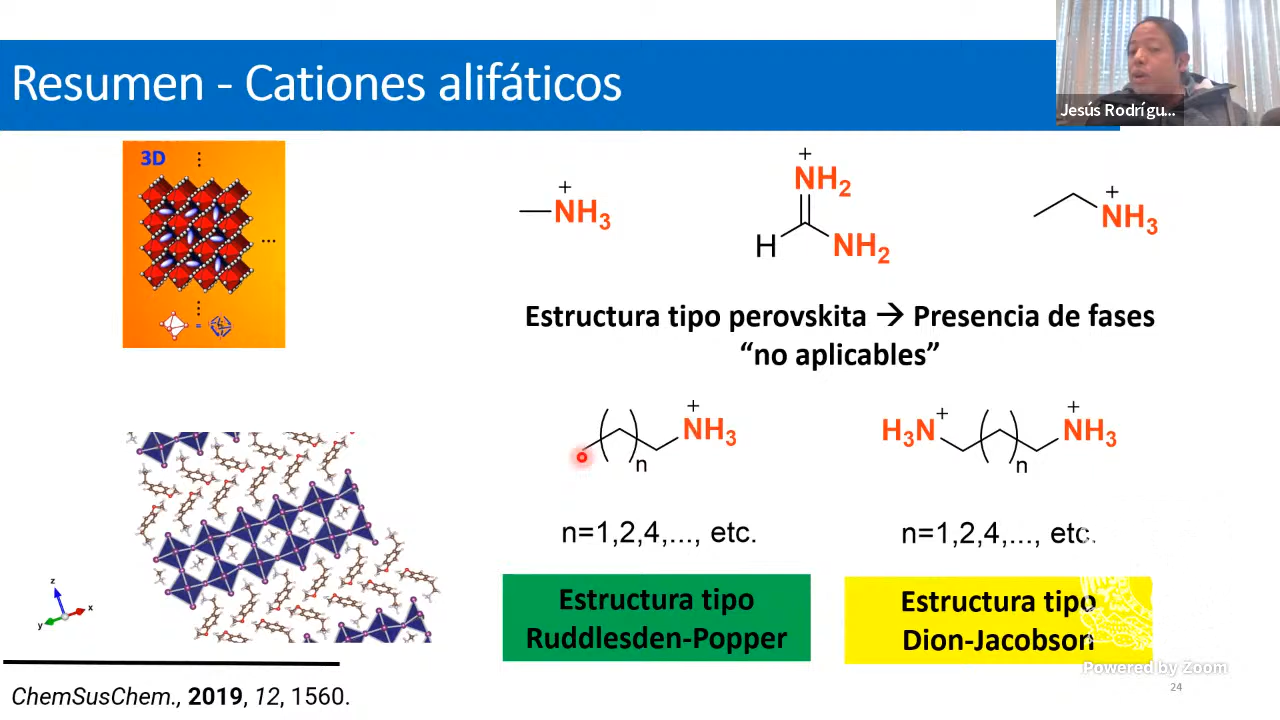 Resumen - Cationes alifáticos
Jesús Rodrígu...
3D
+
NH3
+
NH2
H
NH2
+
NH3
Estructura tipo perovskita → Presencia de fases
“no aplicables”
+
NH3
n
+
H3N
+
NH3
n
n=1,2,4,..., etc.
n=1,2,4,..., etc.
Estructura tipo
Ruddlesden-Popper
Estructura tipo
Dion-Jacobson
z
x
y
ChemSusChem., 2019, 12, 1560.
Powered by Zoom
24